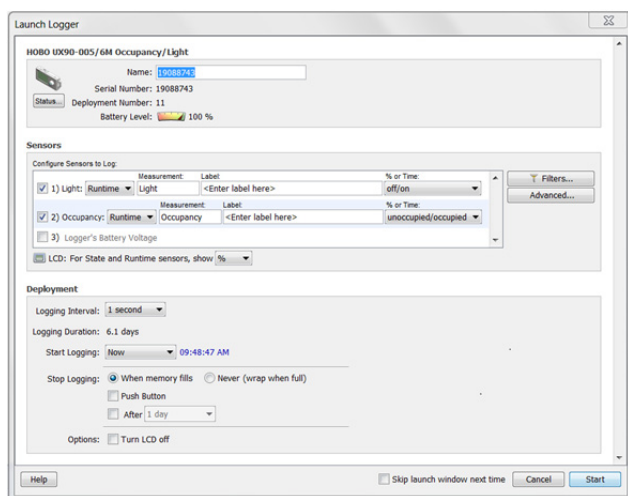 Launch Logger
HOBO UX90-005/6M Occupancy/Light
Name: 19088743
Serial Number: 19088743
Status... Deployment Number: 11
Battery Level: 100 %
Sensors
Configure Sensors to Log:
Measurement: Label: % or Time:
1) Light: Runtime Light <Enter label here> off/on
Filters...
Advanced...
Measurement: Label: % or Time:
2) Occupancy: Runtime Occupancy <Enter label here> unoccupied/occupied
3) Logger's Battery Voltage
LCD: For State and Runtime sensors, show %
Deployment
Logging Interval: 1 second
Logging Duration: 6.1 days
Start Logging: Now 09:48:47 AM
Stop Logging: When memory fills Never (wrap when full)
Push Button
After 1 day
Options: Turn LCD off
Help Skip launch window next time Cancel Start